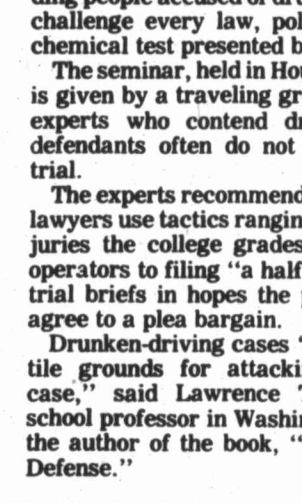 challenge every law, pol
chemical test presented b
The seminar, held in Hou
is given by a traveling gr
experts who contend dr
defendants often do not
trial.
The experts recommend
lawyers use tactics rangin
juries the college grades
operators to filing “a half
trial briefs in hopes the
agree to a plea bargain.
Drunken-driving cases “
tile grounds for attacki
case,” said Lawrence
school professor in Washi
the author of the book, “
Defense.”